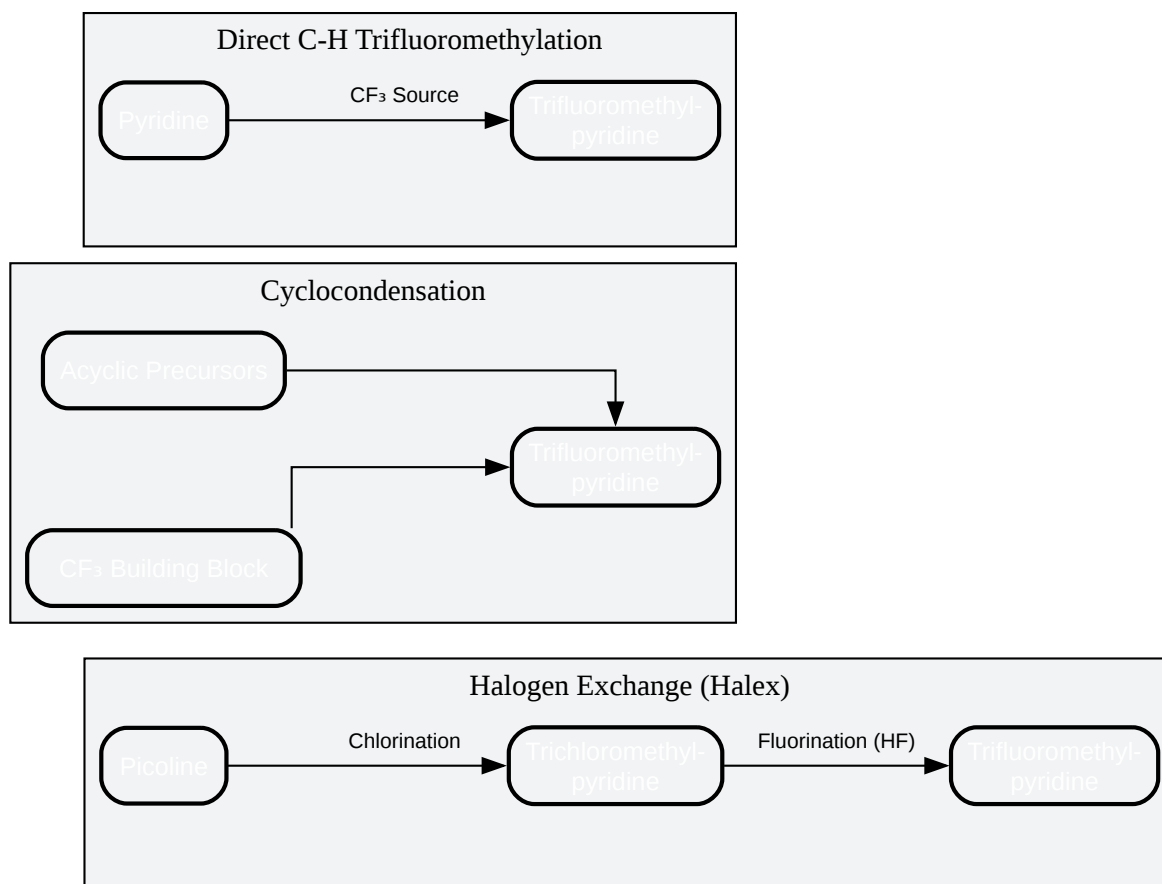 Direct C-H Trifluoromethylation
CF₃ Source
Pyridine
Trifluoromethyl-
pyridine
Cyclocondensation
Acyclic Precursors
Trifluoromethyl-
pyridine
CF₃ Building Block
Halogen Exchange (Halex)
Chlorination
Fluorination (HF)
Picoline
Trichloromethyl-
pyridine
Trifluoromethyl-
pyridine